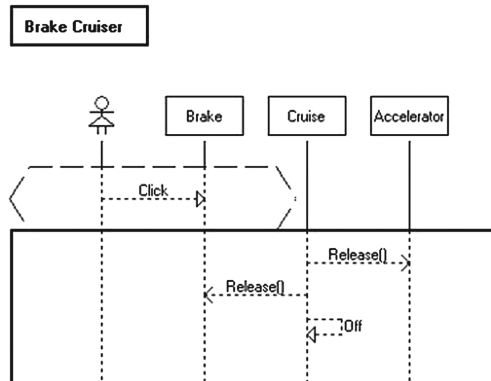 Brake Cruiser
Brake
Cruise
Accelerator
Click
Release()
Release()
Off